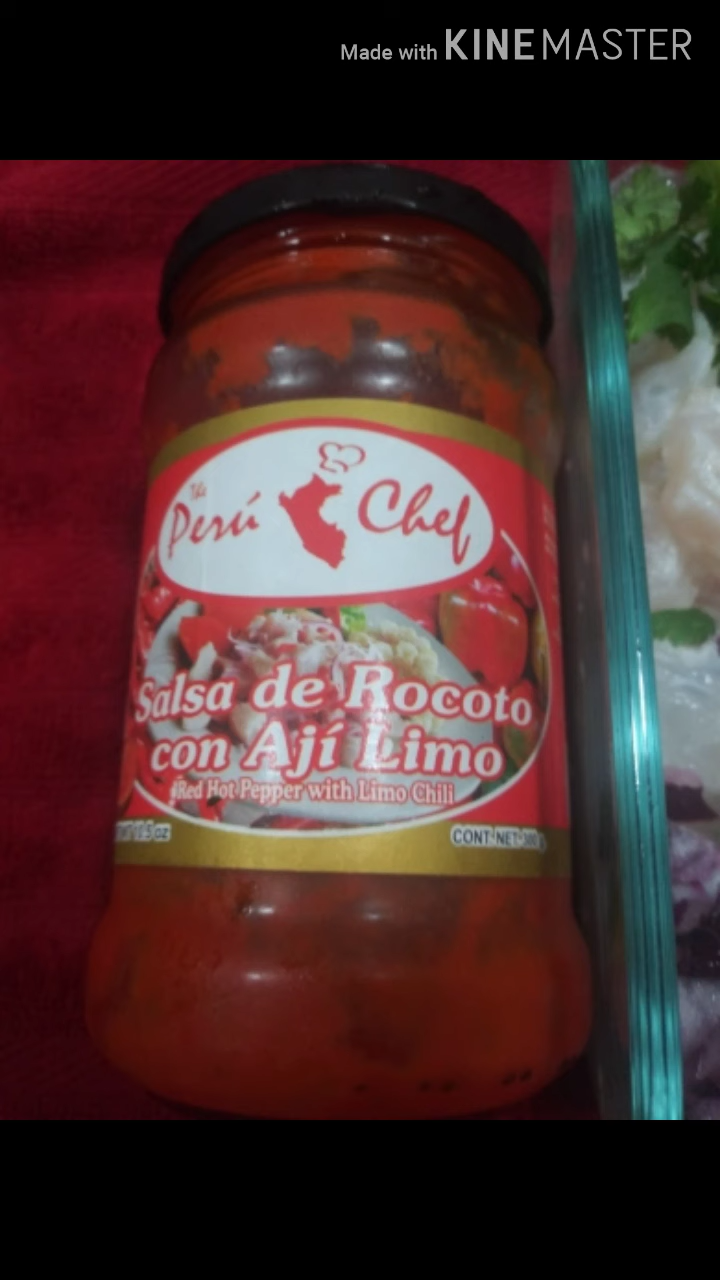 Made with KINEMASTER
The
Perú Chef
Salsa de Rocoto
con Ají Limo
Red Hot Pepper with Limo Chili
CONT. NET.